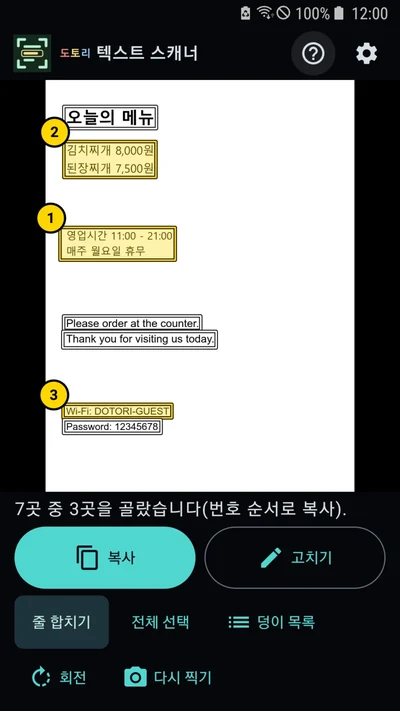 100% 12:00
도토리 텍스트 스캐너
오늘의 메뉴
2
김치찌개 8,000원
된장찌개 7,500원
1
영업시간 11:00 - 21:00
매주 월요일 휴무
Please order at the counter.
Thank you for visiting us today.
3
Wi-Fi: DOTORI-GUEST
Password: 12345678
7곳 중 3곳을 골랐습니다(번호 순서로 복사).
복사 고치기
줄 합치기 전체 선택 덩이 목록
회전 다시 찍기